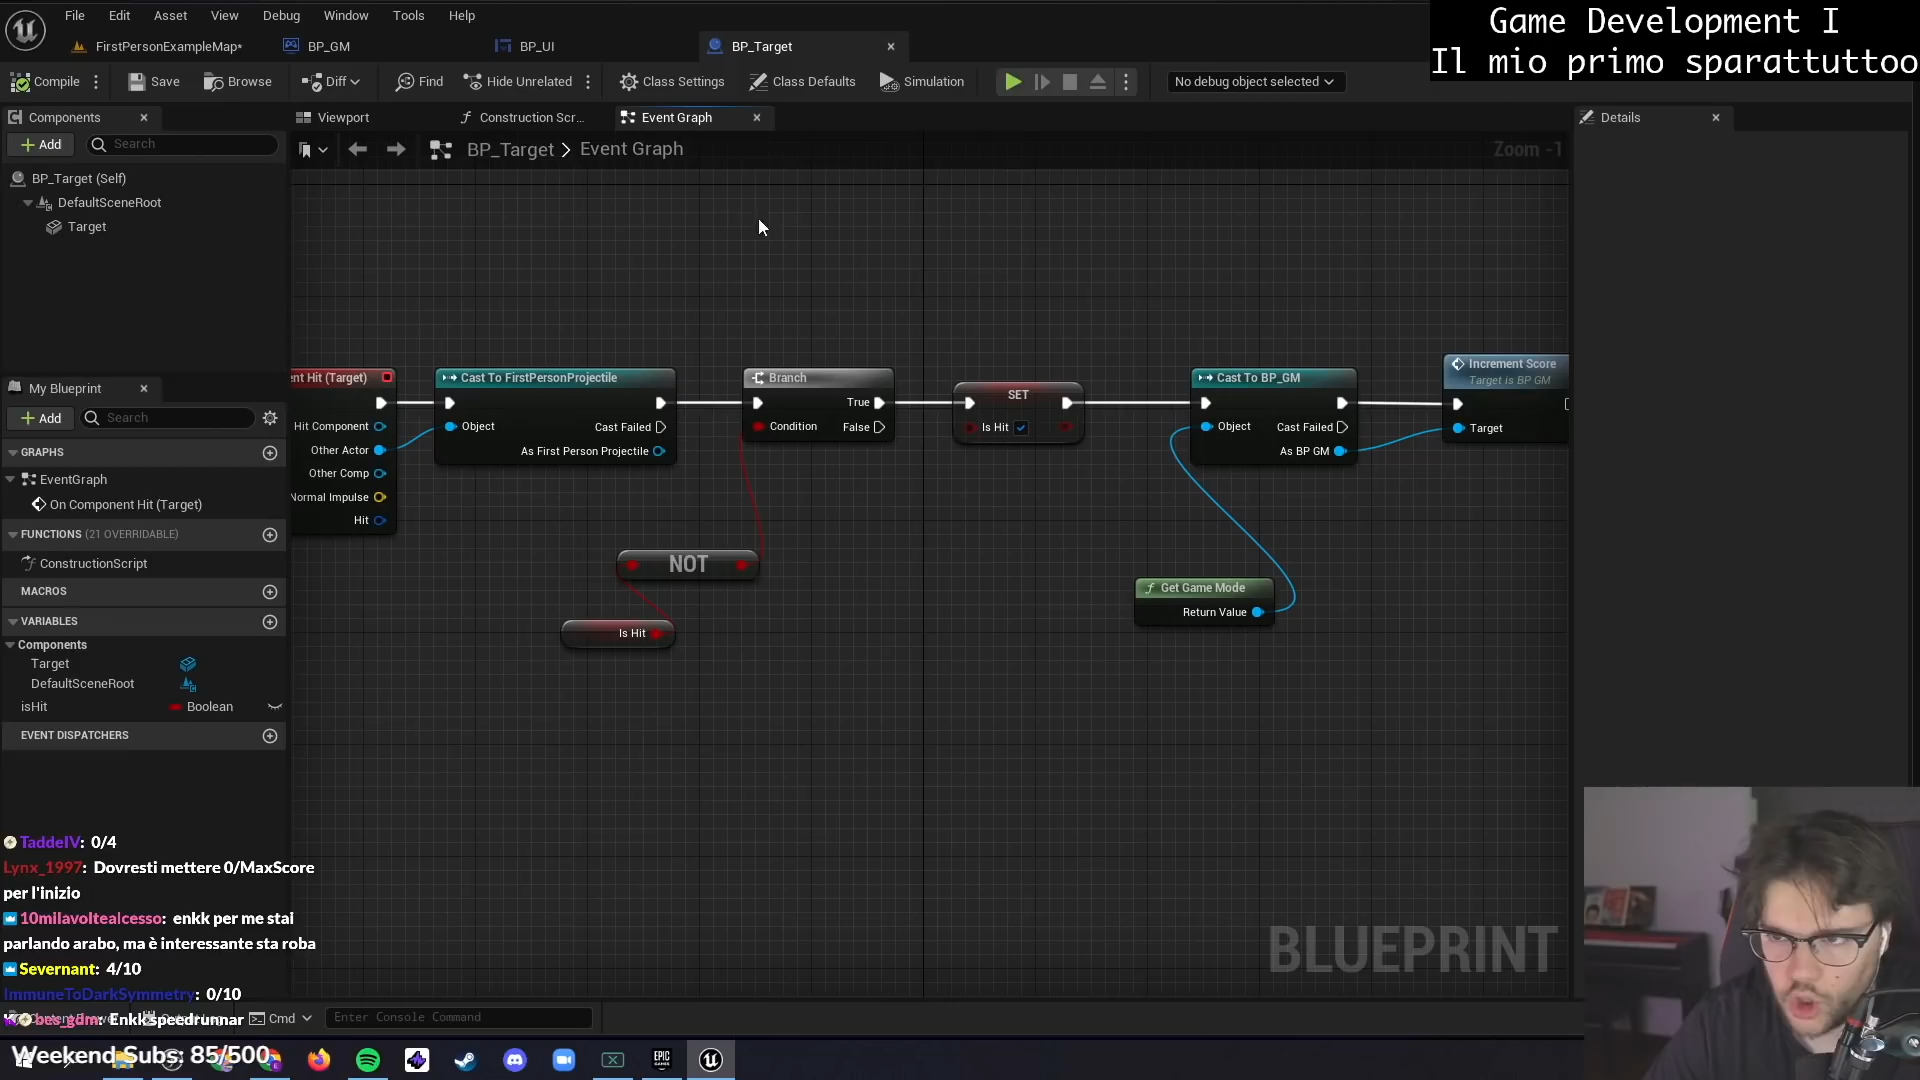 File Edit Asset View Debug Window Tools Help
Game Development I
Il mio primo sparattuttoo
FirstPersonExampleMap* BP_GM BP_UI BP_Target
Compile Save Browse Diff Find Hide Unrelated Class Settings Class Defaults Simulation No debug object selected
Components
Viewport Construction Scr... Event Graph
Details
Add Search
BP_Target > Event Graph
Zoom -1
BP_Target (Self)
DefaultSceneRoot
Target
My Blueprint
Add Search
GRAPHS
EventGraph
On Component Hit (Target)
FUNCTIONS (21 OVERRIDABLE)
ConstructionScript
MACROS
VARIABLES
Components
Target
DefaultSceneRoot
isHit Boolean
EVENT DISPATCHERS
ent Hit (Target)
Hit Component
Other Actor
Other Comp
Normal Impulse
Hit
Cast To FirstPersonProjectile
Object Cast Failed
As First Person Projectile
Branch
True
Condition False
SET
Is Hit
Cast To BP_GM
Object Cast Failed
As BP GM
Increment Score
Target is BP GM
Target
NOT
Is Hit
Get Game Mode
Return Value
BLUEPRINT
TaddeIV: 0/4
Lynx_1997: Dovresti mettere 0/MaxScore
per l'inizio
10milavoltealcesso: enkk per me stai
parlando arabo, ma è interessante sta roba
Severnant: 4/10
ImmuneToDarkSymmetry: 0/10
Enkk speedrunnar
Cmd Enter Console Command
Weekend Subs: 85/500
EPIC
GAMES